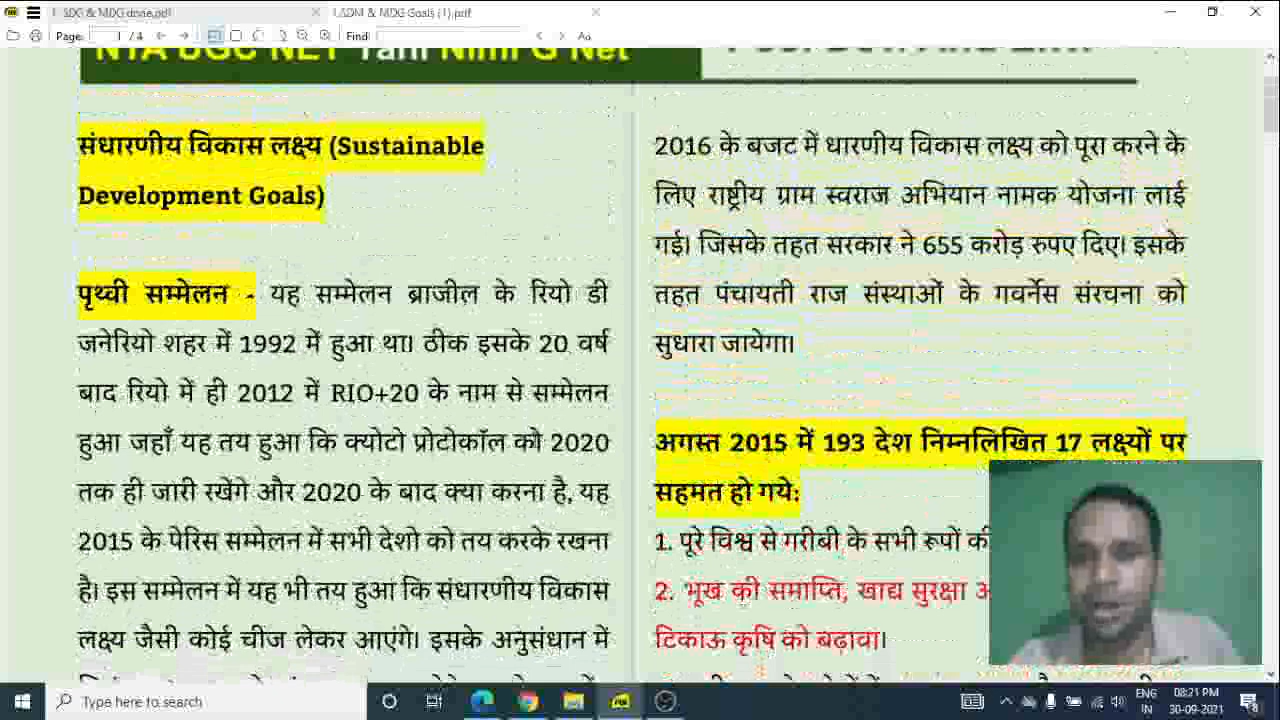 SDG & MDG done.pdf
SDM & MDG Goals (1).pdf
Page: 1 / 4
Find:
Aa
NTA UGC NET
संधारणीय विकास लक्ष्य (Sustainable
Development Goals)
पृथ्वी सम्मेलन - यह सम्मेलन ब्राजील के रियो डी
जनेरियो शहर में 1992 में हुआ था। ठीक इसके 20 वर्ष
बाद रियो में ही 2012 में RIO+20 के नाम से सम्मेलन
हुआ जहाँ यह तय हुआ कि क्योटो प्रोटोकॉल को 2020
तक ही जारी रखेंगे और 2020 के बाद क्या करना है, यह
2015 के पेरिस सम्मेलन में सभी देशो को तय करके रखना
है। इस सम्मेलन में यह भी तय हुआ कि संधारणीय विकास
लक्ष्य जैसी कोई चीज लेकर आएंगे। इसके अनुसंधान में
2016 के बजट में धारणीय विकास लक्ष्य को पूरा करने के
लिए राष्ट्रीय ग्राम स्वराज अभियान नामक योजना लाई
गई। जिसके तहत सरकार ने 655 करोड़ रुपए दिए। इसके
तहत पंचायती राज संस्थाओं के गवर्नेस संरचना को
सुधारा जायेगा।
अगस्त 2015 में 193 देश निम्नलिखित 17 लक्ष्यों पर
सहमत हो गये:
1. पूरे विश्व से गरीबी के सभी रूपों की
2. भूख की समाप्ति, खाद्य सुरक्षा
टिकाऊ कृषि को बढ़ावा।
Type here to search
ENG
IN
08:21 PM
30-09-2021